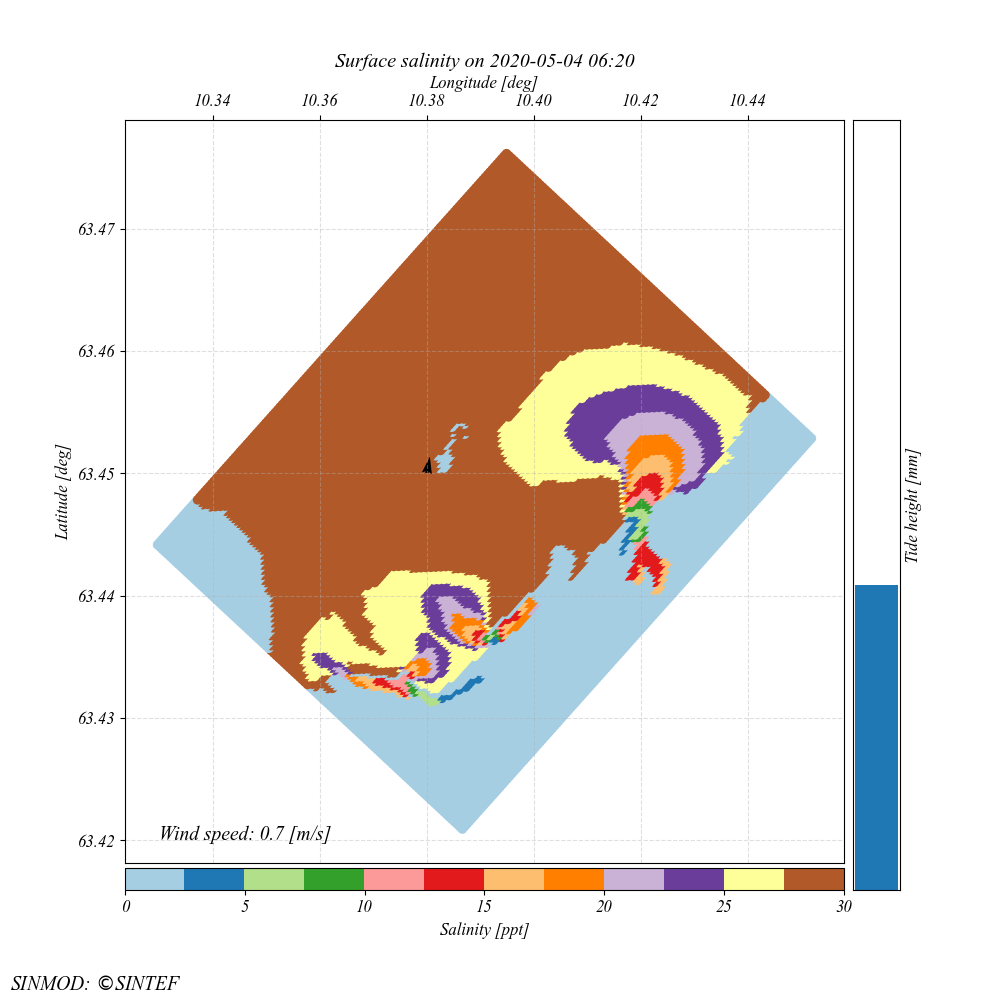 Surface salinity on 2020-05-04 06:20
Longitude [deg]
10.34 10.36 10.38 10.40 10.42 10.44
63.47
63.46
63.45
63.44
63.43
63.42
Latitude [deg]
Tide height [mm]
Wind speed: 0.7 [m/s]
0 5 10 15 20 25 30
Salinity [ppt]
SINMOD: ©SINTEF